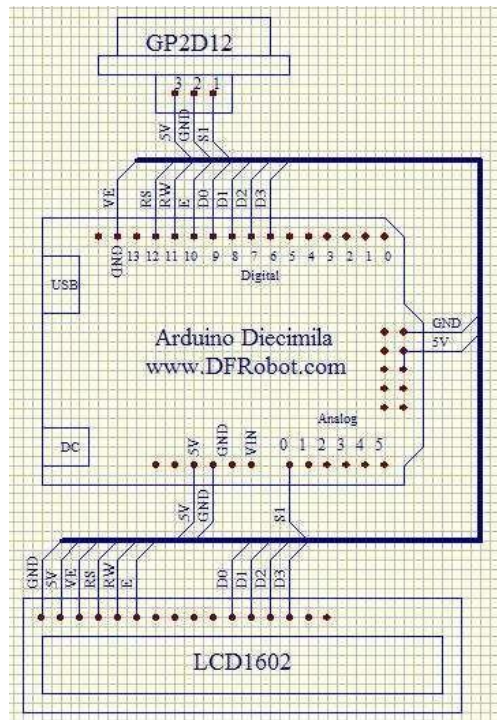 GP2D12
3 2 1
5V GND S1
VE RS RW E D0 D1 D2 D3
GND 13 12 11 10 9 8 7 6 5 4 3 2 1 0
Digital
USB
GND
5V
Arduino Diecimila
www.DFRobot.com
Analog
DC
5V GND VIN 0 1 2 3 4 5
5V GND S1
GND 5V VE RS RW E D0 D1 D2 D3
LCD1602